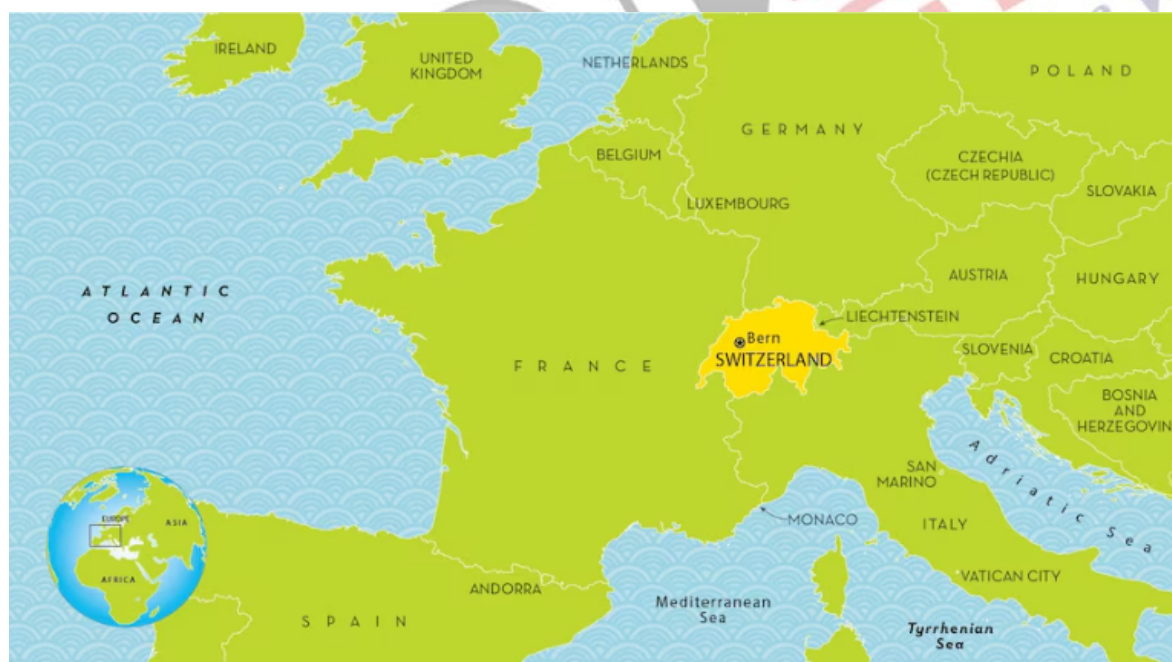 IRELAND
UNITED
KINGDOM
NETHERLANDS
POLAND
GERMANY
BELGIUM
CZECHIA
(CZECH REPUBLIC)
SLOVAKIA
LUXEMBOURG
AUSTRIA
HUNGARY
ATLANTIC
OCEAN
LIECHTENSTEIN
Bern
SWITZERLAND
FRANCE
SLOVENIA
CROATIA
BOSNIA
AND
HERZEGOVIN
Adriatic Sea
SAN
MARINO
ITALY
MONACO
EUROPE
ASIA
AFRICA
ANDORRA
VATICAN CITY
SPAIN
Mediterranean
Sea
Tyrrhenian
Sea